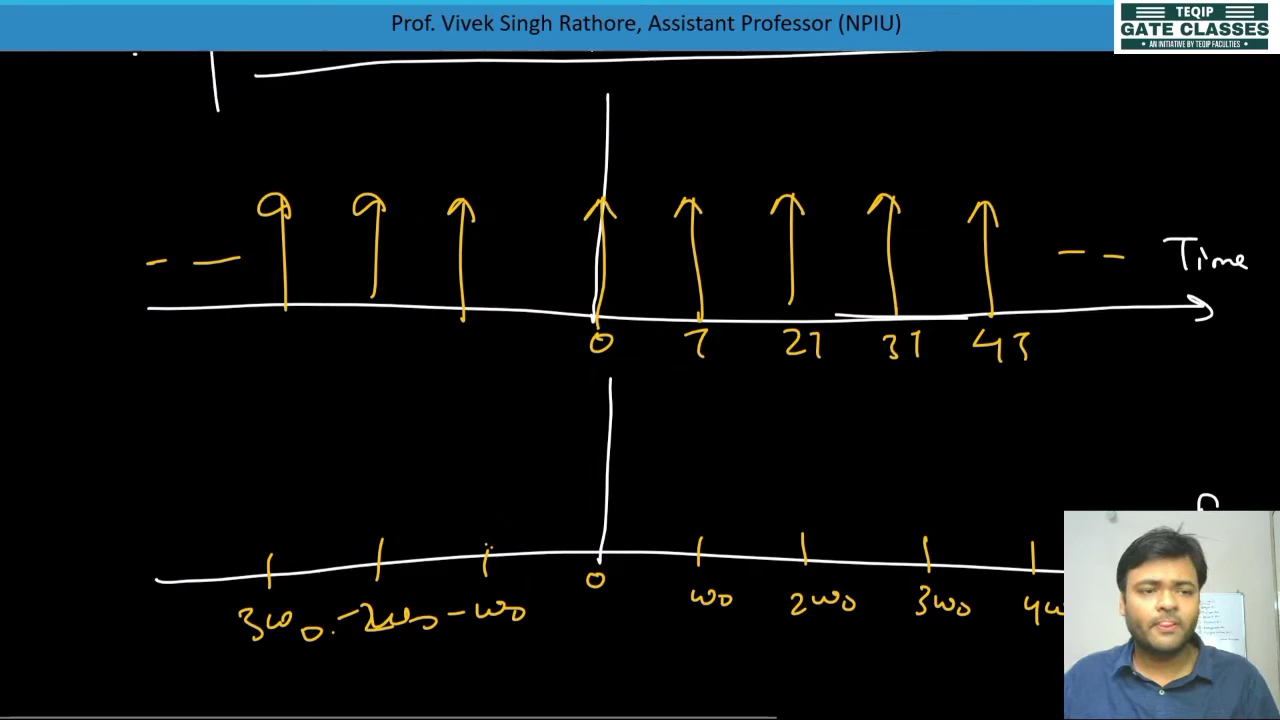 Prof. Vivek Singh Rathore, Assistant Professor (NPIU)
TEQIP
GATE CLASSES
AN INITIATIVE BY TEQIP FACULTIES
Time
0 T 2T 3T 4T
3ω0 -2ω0 -ω0 0 ω0 2ω0 3ω0